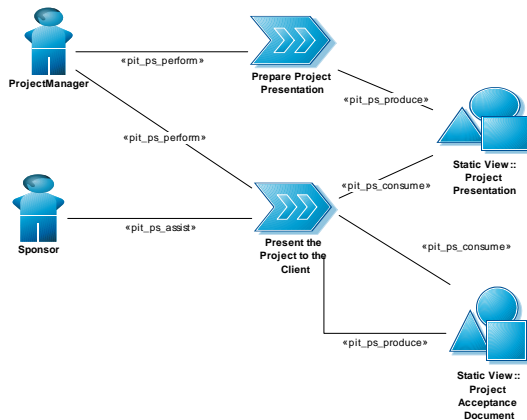 «pit_ps_perform»
ProjectManager
Prepare Project
Presentation
«pit_ps_produce»
«pit_ps_perform»
Static View::
Project
Presentation
«pit_ps_consume»
«pit_ps_assist»
Sponsor
Present the
Project to the
Client
«pit_ps_consume»
«pit_ps_produce»
Static View::
Project
Acceptance
Document